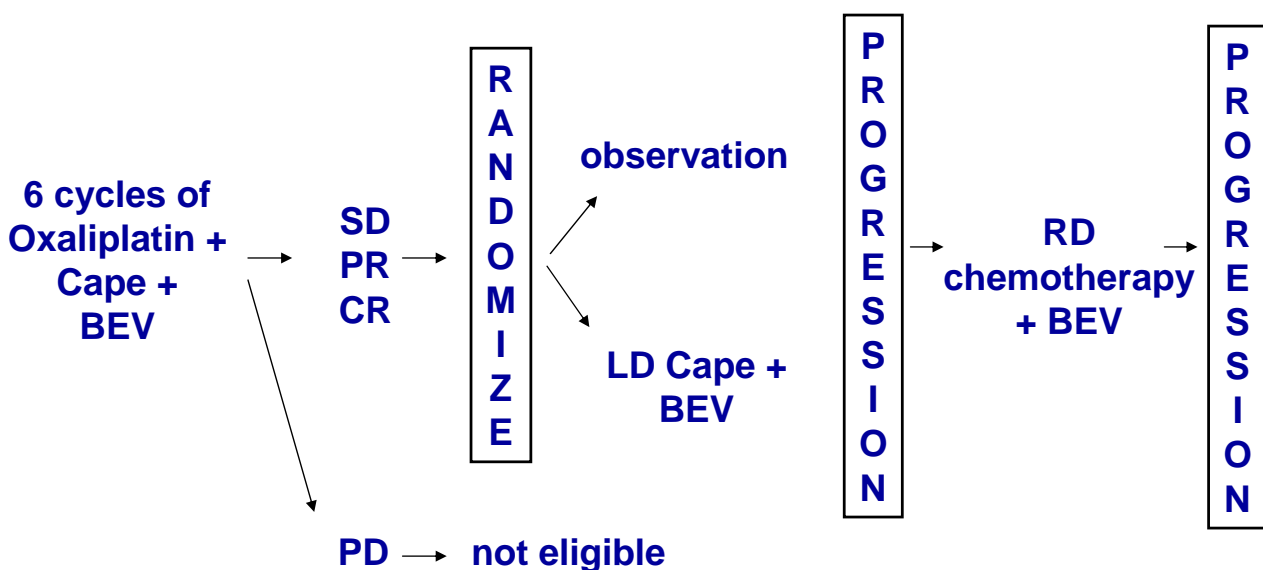 6 cycles of
Oxaliplatin +
Cape +
BEV
SD
PR
CR
RANDOMIZE
observation
LD Cape +
BEV
PROGRESSION
RD
chemotherapy
+ BEV
PROGRESSION
PD
not eligible